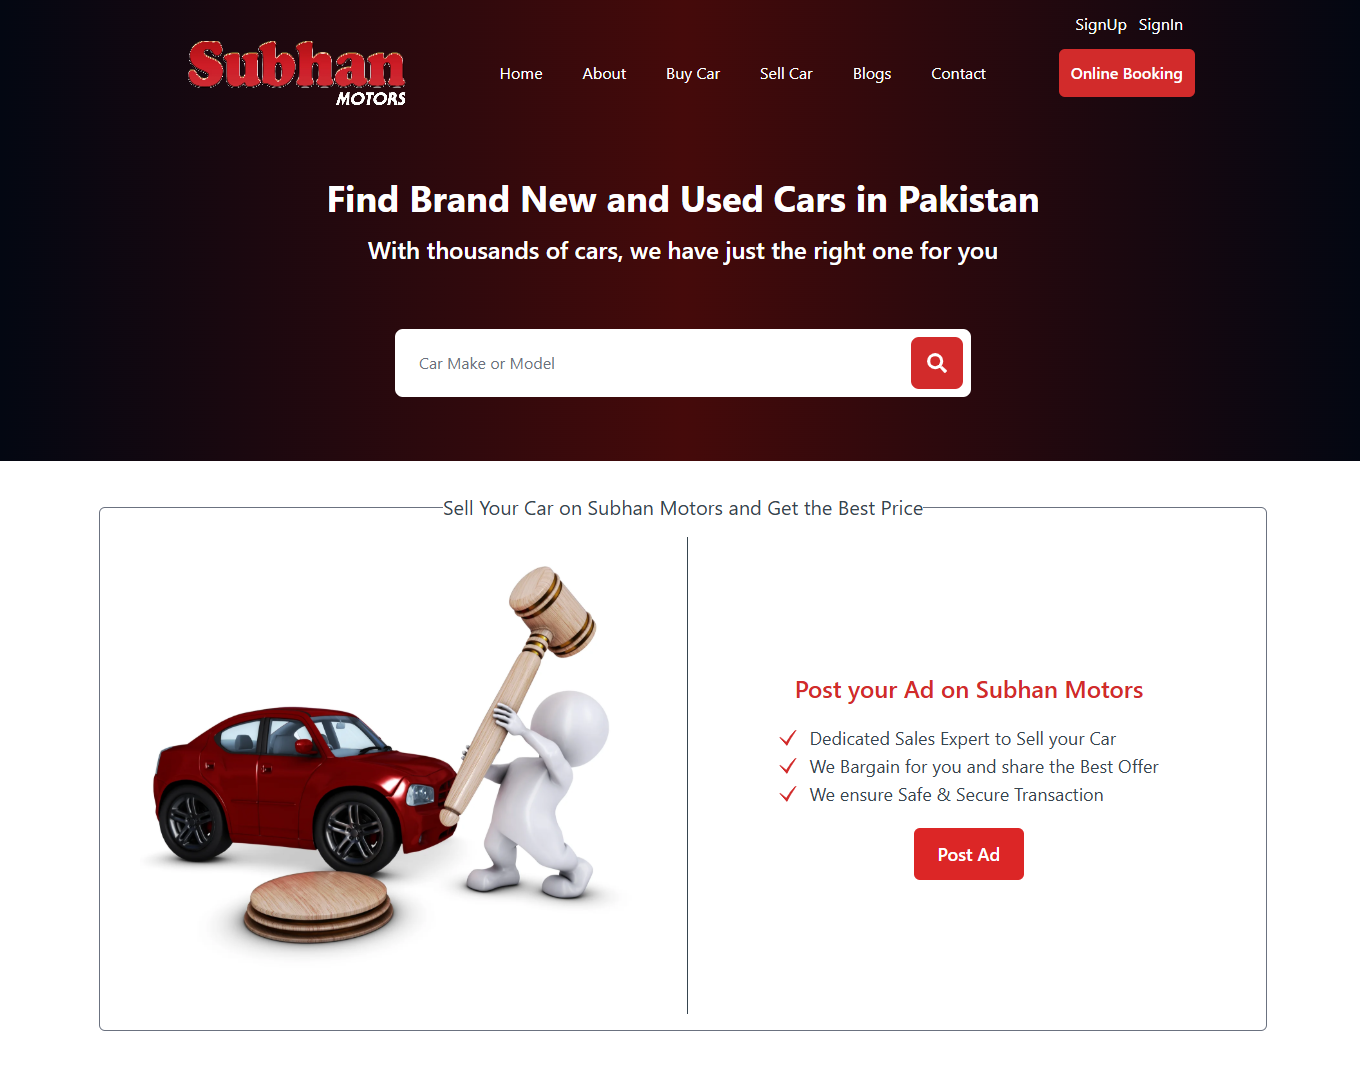 SignUp SignIn
Subhan
MOTORS
Home About Buy Car Sell Car Blogs Contact
Online Booking
Find Brand New and Used Cars in Pakistan
With thousands of cars, we have just the right one for you
Car Make or Model
Sell Your Car on Subhan Motors and Get the Best Price
Post your Ad on Subhan Motors
Dedicated Sales Expert to Sell your Car
We Bargain for you and share the Best Offer
We ensure Safe & Secure Transaction
Post Ad